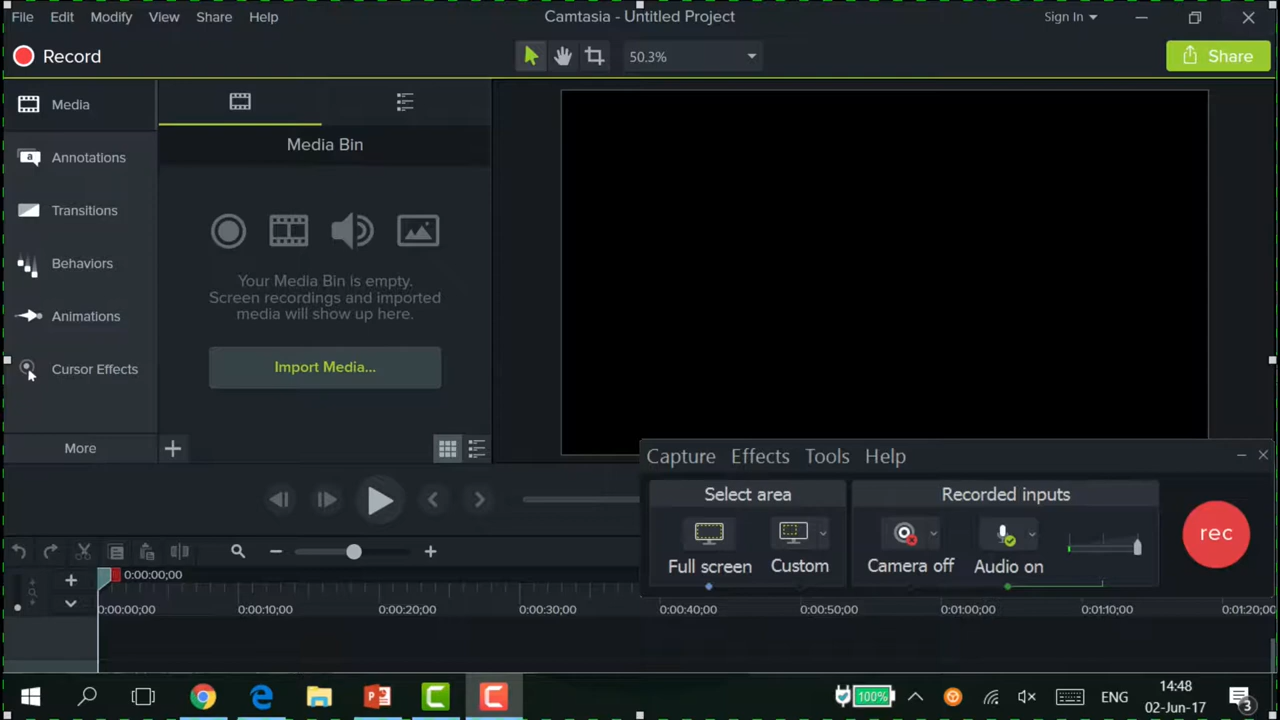 File Edit Modify View Share Help
Camtasia - Untitled Project
Sign In
Record
50.3%
Share
Media
Annotations
Transitions
Behaviors
Animations
Cursor Effects
More
Media Bin
Your Media Bin is empty.
Screen recordings and imported
media will show up here.
Import Media...
Capture Effects Tools Help
Select area
Recorded inputs
Full screen
Custom
Camera off
Audio on
rec
0:00:00;00
0:00:00;00 0:00:10;00 0:00:20;00 0:00:30;00 0:00:40;00 0:00:50;00 0:01:00;00 0:01:10;00 0:01:20;00
100%
ENG
14:48
02-Jun-17
3